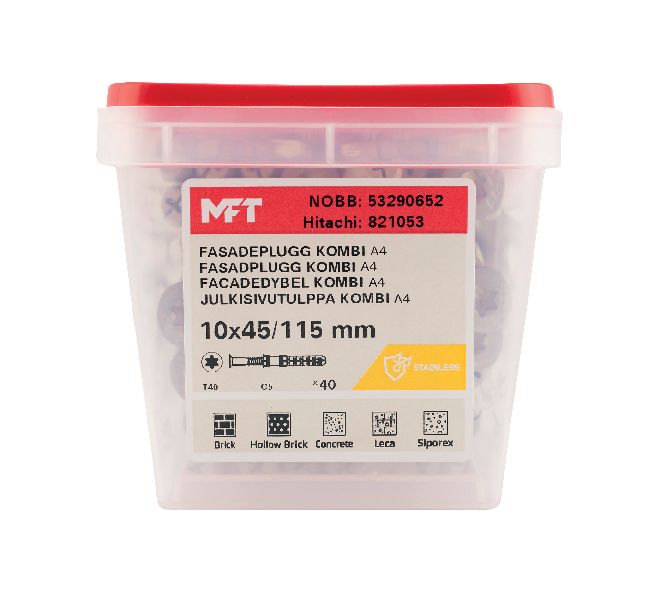 MFT
NOBB: 53290652
Hitachi: 821053
FASADEPLUGG KOMBI A4
FASADPLUGG KOMBI A4
FACADEDYBEL KOMBI A4
JULKISIVUTULPPA KOMBI A4
10x45/115 mm
T40 C5 x40
STAINLESS
Brick Hollow Brick Concrete Leca Siporex